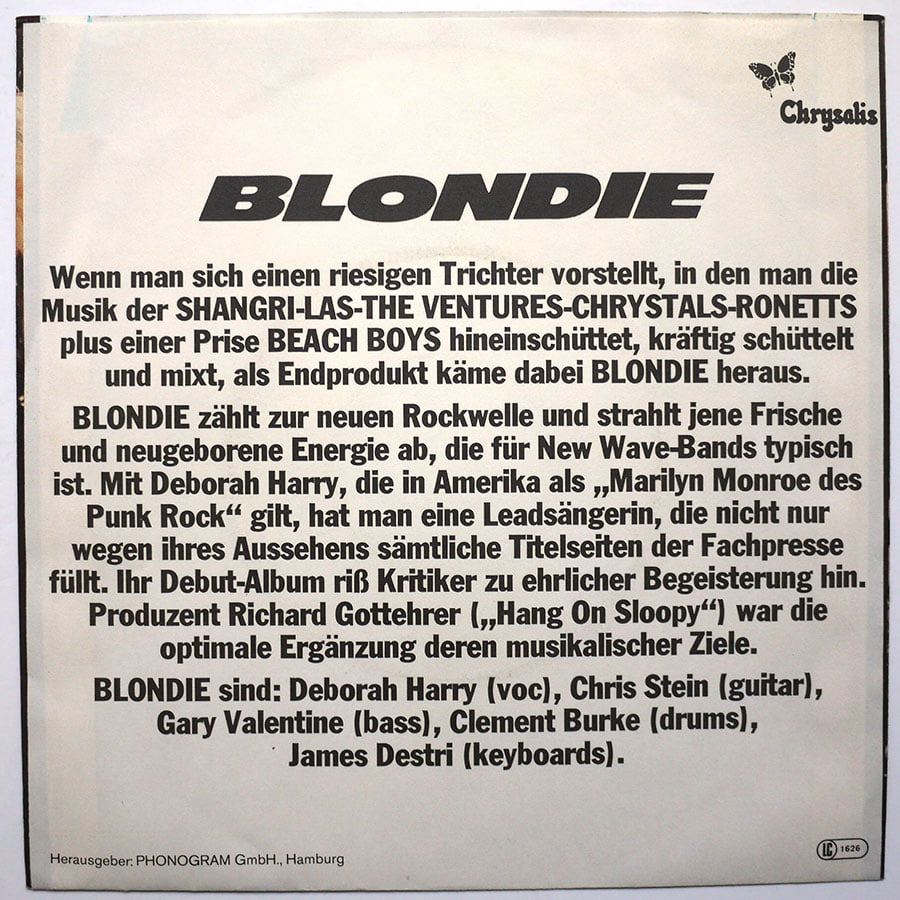 Chrysalis
BLONDIE
Wenn man sich einen riesigen Trichter vorstellt, in den man die
Musik der SHANGRI-LAS-THE VENTURES-CHRYSTALS-RONETTS
plus einer Prise BEACH BOYS hineinschüttet, kräftig schüttelt
und mixt, als Endprodukt käme dabei BLONDIE heraus.
BLONDIE zählt zur neuen Rockwelle und strahlt jene Frische
und neugeborene Energie ab, die für New Wave-Bands typisch
ist. Mit Deborah Harry, die in Amerika als „Marilyn Monroe des
Punk Rock“ gilt, hat man eine Leadsängerin, die nicht nur
wegen ihres Aussehens sämtliche Titelseiten der Fachpresse
füllt. Ihr Debut-Album riß Kritiker zu ehrlicher Begeisterung hin.
Produzent Richard Gottehrer („Hang On Sloopy“) war die
optimale Ergänzung deren musikalischer Ziele.
BLONDIE sind: Deborah Harry (voc), Chris Stein (guitar),
Gary Valentine (bass), Clement Burke (drums),
James Destri (keyboards).
Herausgeber: PHONOGRAM GmbH., Hamburg
LC 1626